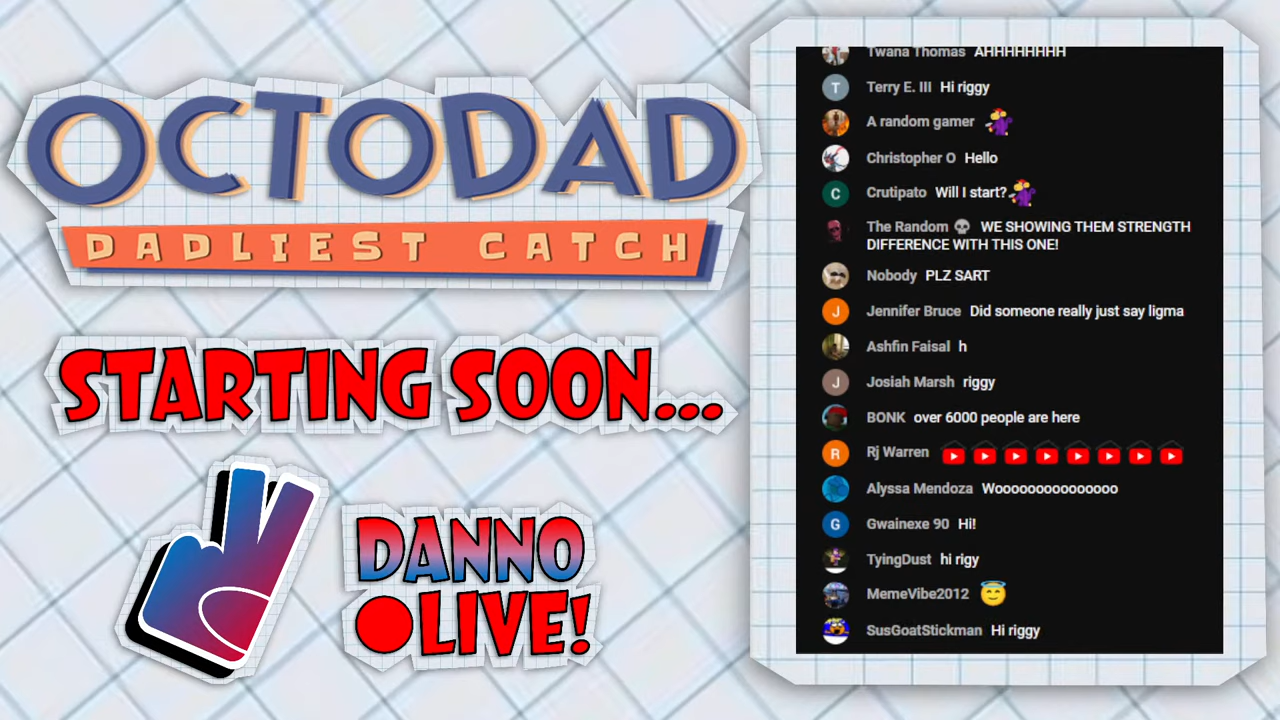 OCTODAD
DADLIEST CATCH
STARTING SOON...
DANNO
LIVE!
Twana Thomas AHHHHHHHH
T Terry E. III Hi riggy
A random gamer
Christopher O Hello
C Crutipato Will I start?
The Random 💀 WE SHOWING THEM STRENGTH
DIFFERENCE WITH THIS ONE!
Nobody PLZ SART
J Jennifer Bruce Did someone really just say ligma
Ashfin Faisal h
J Josiah Marsh riggy
BONK over 6000 people are here
R Rj Warren
Alyssa Mendoza Wooooooooooooooo
G Gwainexe 90 Hi!
TyingDust hi rigy
MemeVibe2012 😇
SusGoatStickman Hi riggy